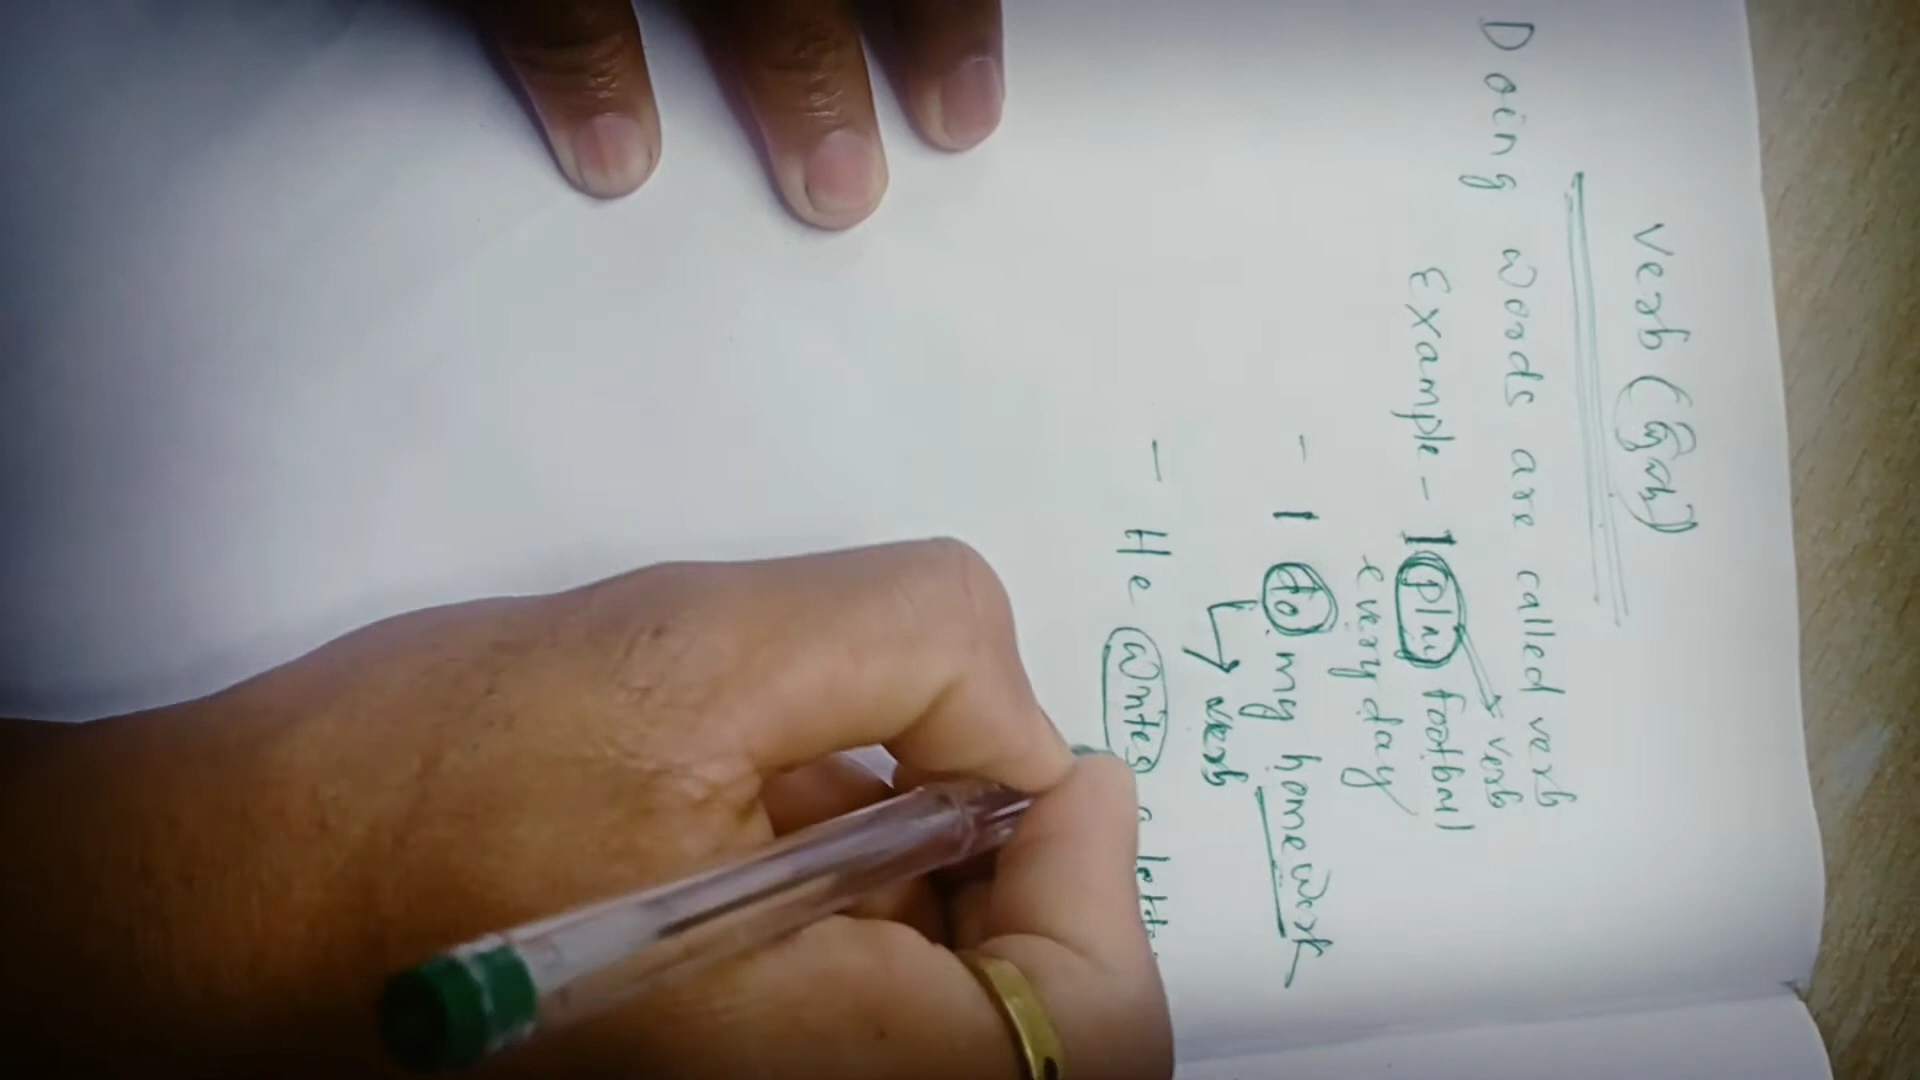 Verb
Doing words are called verb
verb
Example - I play football
every day
- I do my homework
verb
- He writes a